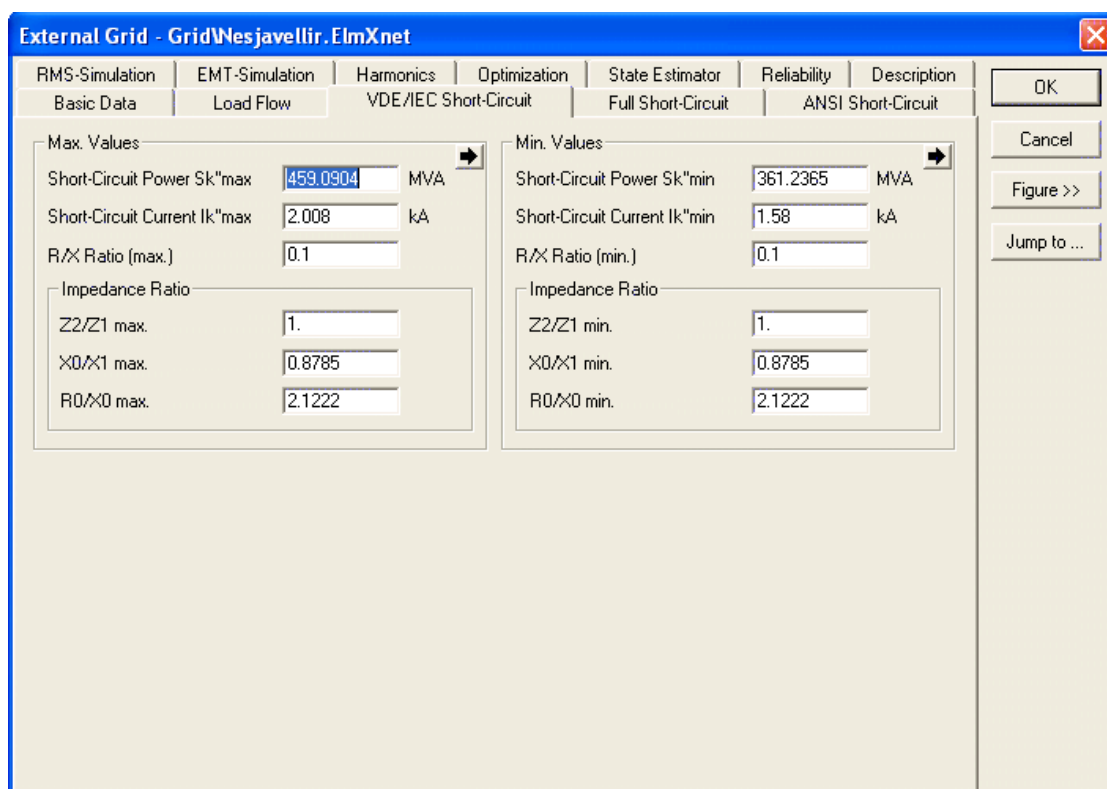 External Grid - Grid\Nesjavellir.ElmXnet
RMS-Simulation EMT-Simulation Harmonics Optimization State Estimator Reliability Description
Basic Data Load Flow VDE/IEC Short-Circuit Full Short-Circuit ANSI Short-Circuit
OK
Cancel
Figure >>
Jump to ...
Max. Values
Short-Circuit Power Sk"max 459.0904 MVA
Short-Circuit Current Ik"max 2.008 kA
R/X Ratio (max.) 0.1
Impedance Ratio
Z2/Z1 max. 1.
X0/X1 max. 0.8785
R0/X0 max. 2.1222
Min. Values
Short-Circuit Power Sk"min 361.2365 MVA
Short-Circuit Current Ik"min 1.58 kA
R/X Ratio (min.) 0.1
Impedance Ratio
Z2/Z1 min. 1.
X0/X1 min. 0.8785
R0/X0 min. 2.1222